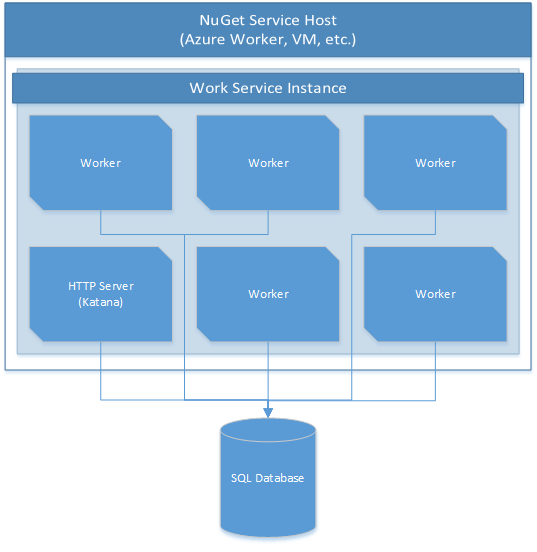 NuGet Service Host
(Azure Worker, VM, etc.)
Work Service Instance
Worker
Worker
Worker
HTTP Server
(Katana)
Worker
Worker
SQL Database